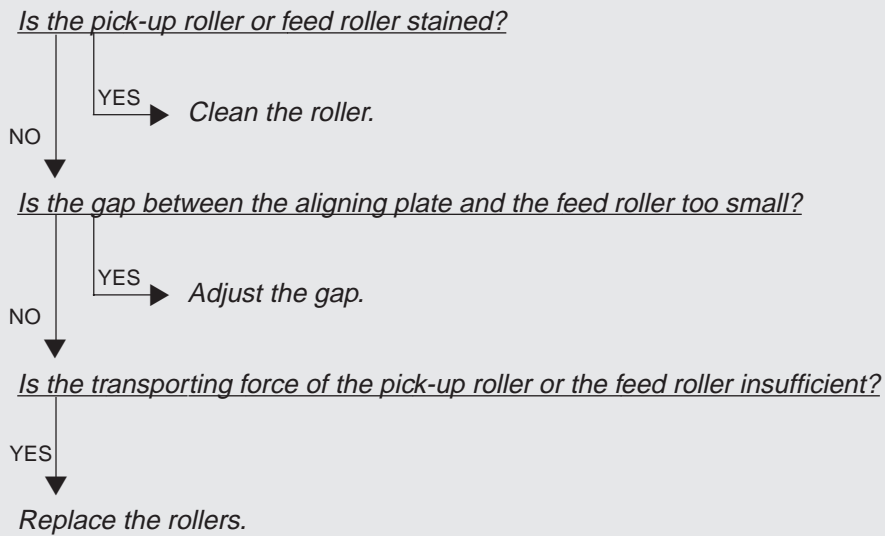 Is the pick-up roller or feed roller stained?
YES
Clean the roller.
NO
Is the gap between the aligning plate and the feed roller too small?
YES
Adjust the gap.
NO
Is the transporting force of the pick-up roller or the feed roller insufficient?
YES
Replace the rollers.